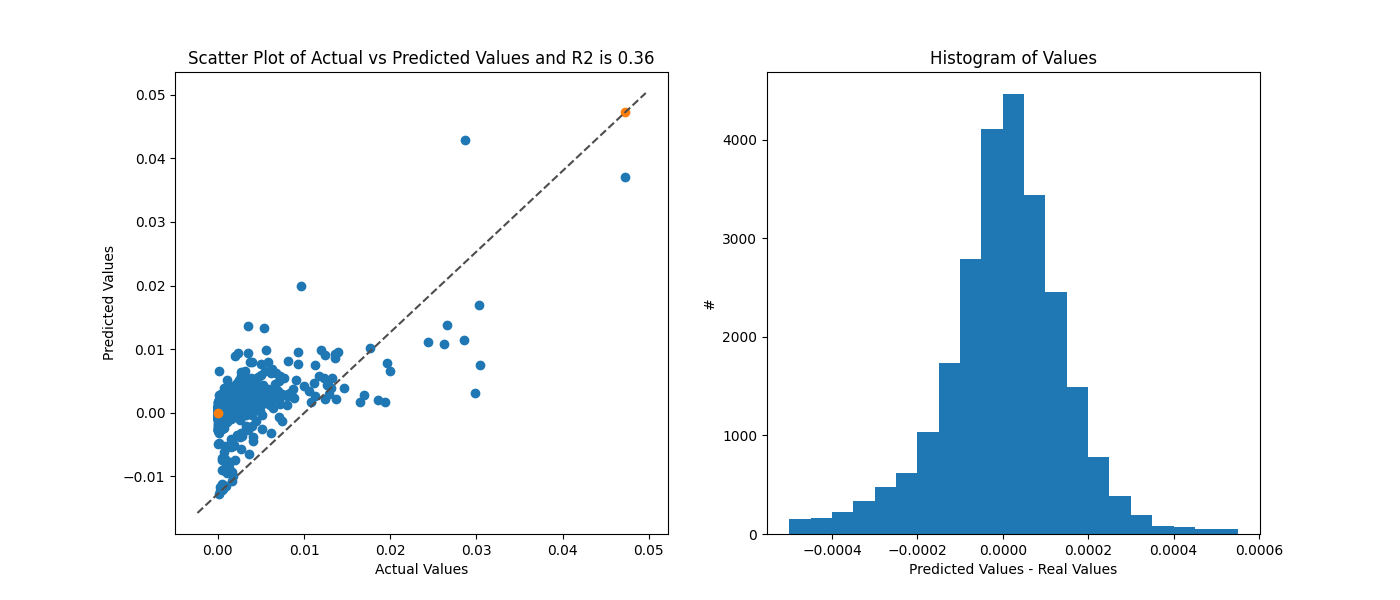 Scatter Plot of Actual vs Predicted Values and R2 is 0.36
Predicted Values
0.05
0.04
0.03
0.02
0.01
0.00
−0.01
0.00 0.01 0.02 0.03 0.04 0.05
Actual Values
Histogram of Values
#
4000
3000
2000
1000
0
−0.0004 −0.0002 0.0000 0.0002 0.0004 0.0006
Predicted Values - Real Values